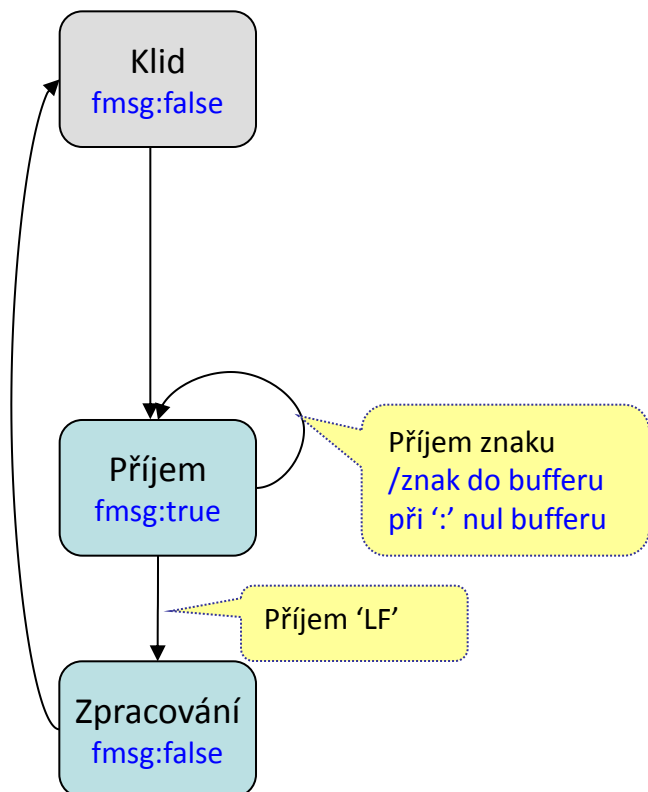 Klid
fmsg:false
Příjem
fmsg:true
Příjem znaku
/znak do bufferu
při ‘:’ nul bufferu
Příjem ‘LF’
Zpracování
fmsg:false